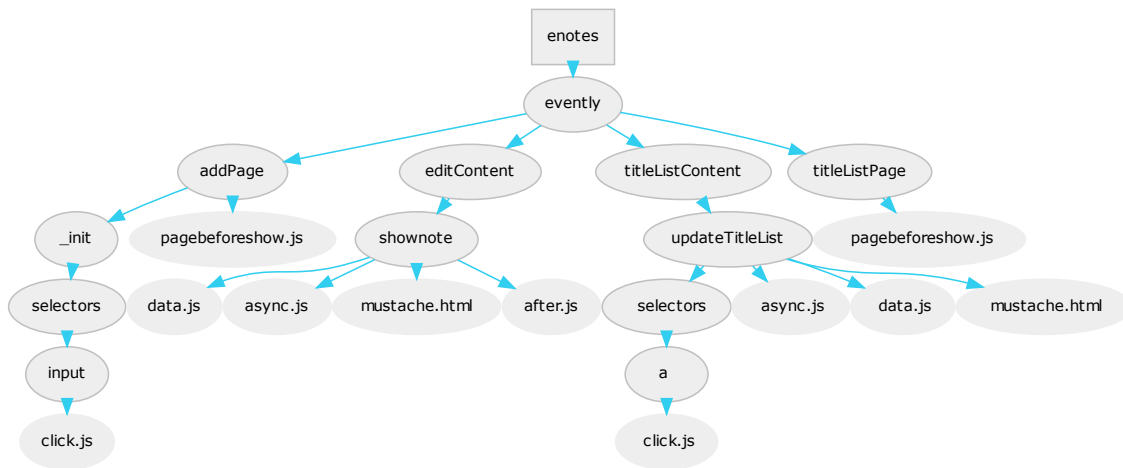 enotes
evently
addPage
editContent
titleListContent
titleListPage
_init
pagebeforeshow.js
shownote
updateTitleList
pagebeforeshow.js
selectors
data.js
async.js
mustache.html
after.js
selectors
async.js
data.js
mustache.html
input
a
click.js
click.js